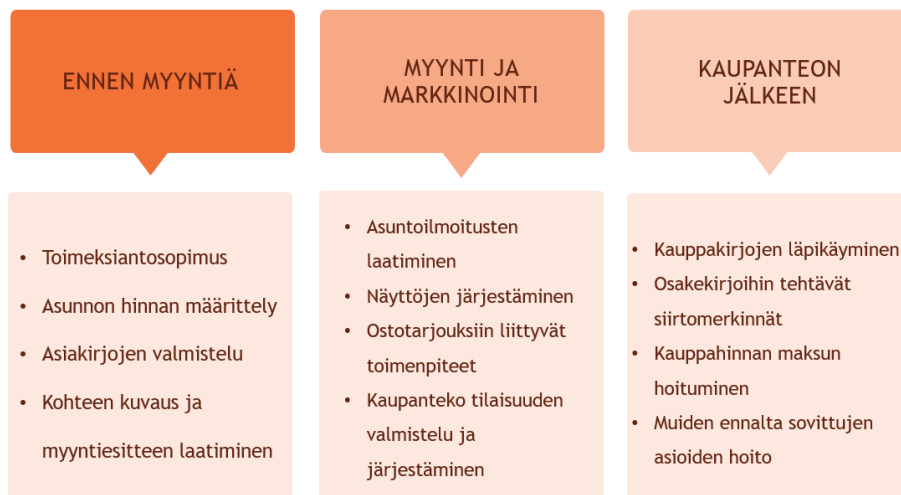 ENNEN MYYNTIÄ
• Toimeksiantosopimus
• Asunnon hinnan määrittely
• Asiakirjojen valmistelu
• Kohteen kuvaus ja
myyntiesitteen laatiminen
MYYNTI JA
MARKKINOINTI
• Asuntoilmoitusten
laatiminen
• Näyttöjen järjestäminen
• Ostotarjouksiin liittyvät
toimenpiteet
• Kaupanteko tilaisuuden
valmistelu ja
järjestäminen
KAUPANTEON
JÄLKEEN
• Kauppakirjojen läpikäyminen
• Osakekirjoihin tehtävät
siirtomerkinnät
• Kauppahinnan maksun
hoituminen
• Muiden ennalta sovittujen
asioiden hoito